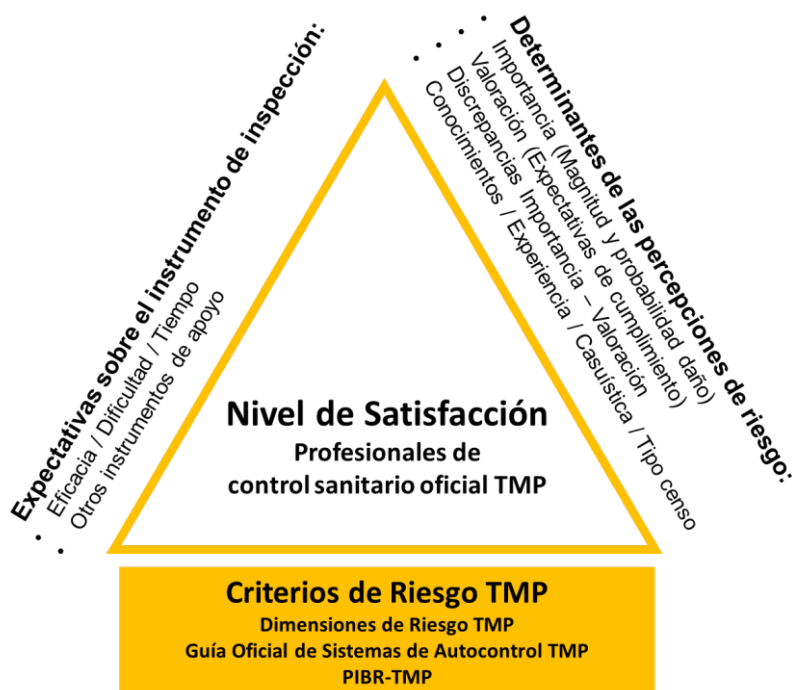 Expectativas sobre el instrumento de inspección:
• Eficacia / Dificultad / Tiempo
• Otros instrumentos de apoyo
Determinantes de las percepciones de riesgo:
• Importancia (Magnitud y probabilidad daño)
• Valoración (Expectativas de cumplimiento)
• Discrepancias Importancia – Valoración
• Conocimientos / Experiencia / Casuística / Tipo censo
Nivel de Satisfacción
Profesionales de
control sanitario oficial TMP
Criterios de Riesgo TMP
Dimensiones de Riesgo TMP
Guía Oficial de Sistemas de Autocontrol TMP
PIBR-TMP